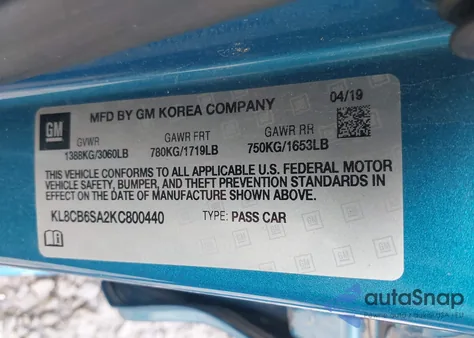 MFD BY GM KOREA COMPANY 04/19
GM
GVWR GAWR FRT GAWR RR
1388KG/3060LB 780KG/1719LB 750KG/1653LB
THIS VEHICLE CONFORMS TO ALL APPLICABLE U.S. FEDERAL MOTOR
VEHICLE SAFETY, BUMPER, AND THEFT PREVENTION STANDARDS IN
EFFECT ON THE DATE OF MANUFACTURE SHOWN ABOVE.
KL8CB6SA2KC800440 TYPE: PASS CAR
autoSnap